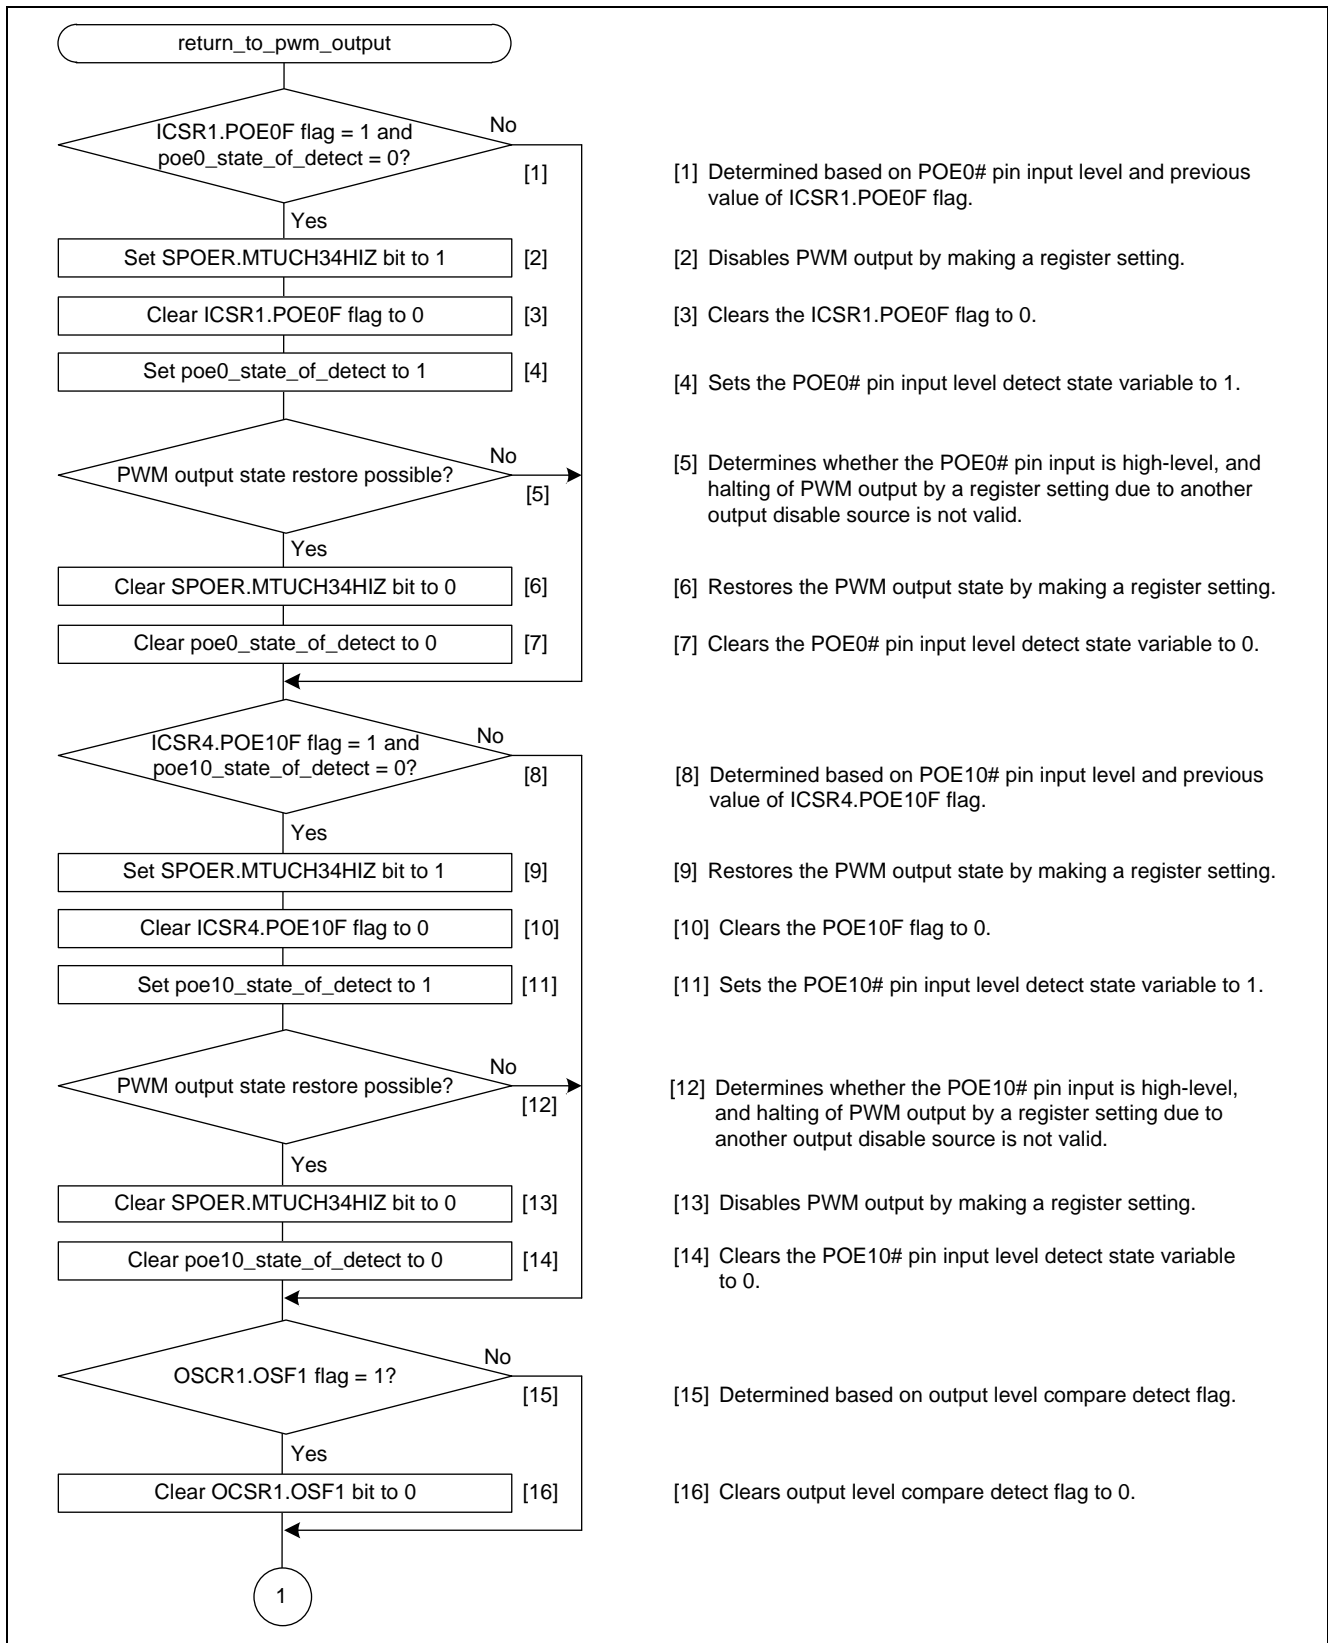 return_to_pwm_output
ICSR1.POE0F flag = 1 and
poe0_state_of_detect = 0?
No
[1]
[1] Determined based on POE0# pin input level and previous
value of ICSR1.POE0F flag.
Yes
Set SPOER.MTUCH34HIZ bit to 1
[2]
[2] Disables PWM output by making a register setting.
Clear ICSR1.POE0F flag to 0
[3]
[3] Clears the ICSR1.POE0F flag to 0.
Set poe0_state_of_detect to 1
[4]
[4] Sets the POE0# pin input level detect state variable to 1.
PWM output state restore possible?
No
[5]
[5] Determines whether the POE0# pin input is high-level, and
halting of PWM output by a register setting due to another
output disable source is not valid.
Yes
Clear SPOER.MTUCH34HIZ bit to 0
[6]
[6] Restores the PWM output state by making a register setting.
Clear poe0_state_of_detect to 0
[7]
[7] Clears the POE0# pin input level detect state variable to 0.
ICSR4.POE10F flag = 1 and
poe10_state_of_detect = 0?
No
[8]
[8] Determined based on POE10# pin input level and previous
value of ICSR4.POE10F flag.
Yes
Set SPOER.MTUCH34HIZ bit to 1
[9]
[9] Restores the PWM output state by making a register setting.
Clear ICSR4.POE10F flag to 0
[10]
[10] Clears the POE10F flag to 0.
Set poe10_state_of_detect to 1
[11]
[11] Sets the POE10# pin input level detect state variable to 1.
PWM output state restore possible?
No
[12]
[12] Determines whether the POE10# pin input is high-level,
and halting of PWM output by a register setting due to
another output disable source is not valid.
Yes
Clear SPOER.MTUCH34HIZ bit to 0
[13]
[13] Disables PWM output by making a register setting.
Clear poe10_state_of_detect to 0
[14]
[14] Clears the POE10# pin input level detect state variable
to 0.
OSCR1.OSF1 flag = 1?
No
[15]
[15] Determined based on output level compare detect flag.
Yes
Clear OCSR1.OSF1 bit to 0
[16]
[16] Clears output level compare detect flag to 0.
1